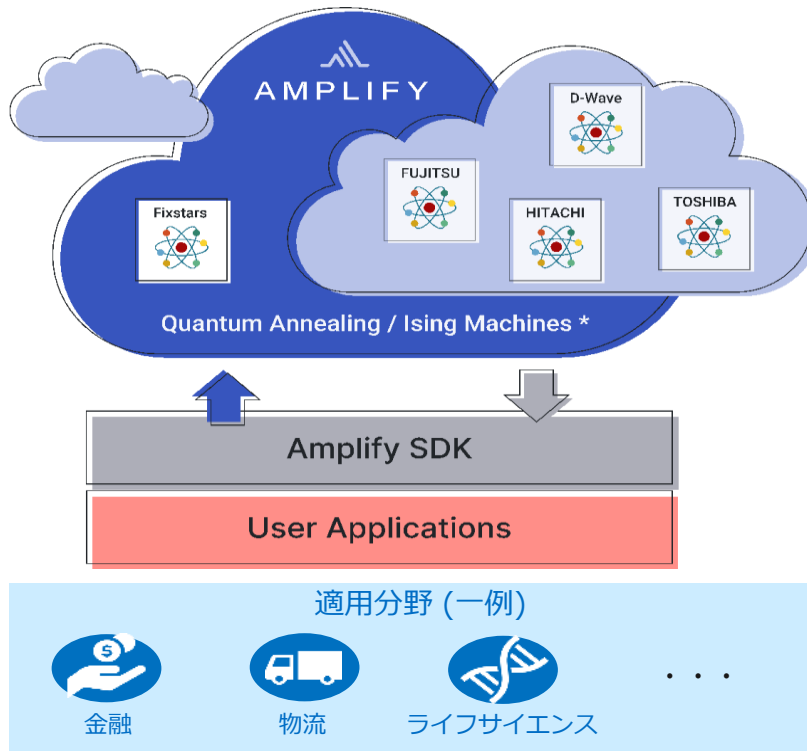 AMPLIFY
D-Wave
FUJITSU
Fixstars
HITACHI
TOSHIBA
Quantum Annealing / Ising Machines *
Amplify SDK
User Applications
適用分野 (一例)
$
金融
物流
ライフサイエンス
・・・